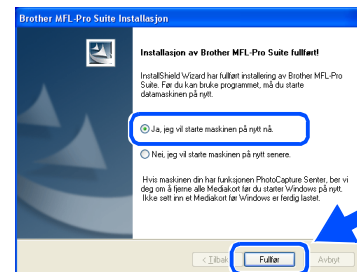 Brother MFL-Pro Suite Installasjon
Installasjon av Brother MFL-Pro Suite fullført!
InstallShield Wizard har fullført installering av Brother MFL-Pro
Suite. Før du kan bruke programmet, må du starte
datamaskinen på nytt.
Ja, jeg vil starte maskinen på nytt nå.
Nei, jeg vil starte maskinen på nytt senere.
Hvis maskinen din har funksjonen PhotoCapture Center, ber vi
deg om å fjerne alle Mediakort før du starter Windows på nytt.
Ikke sett inn et Mediakort før Windows er ferdig lastet.
< Tilbak
Fullfør
Avbryt